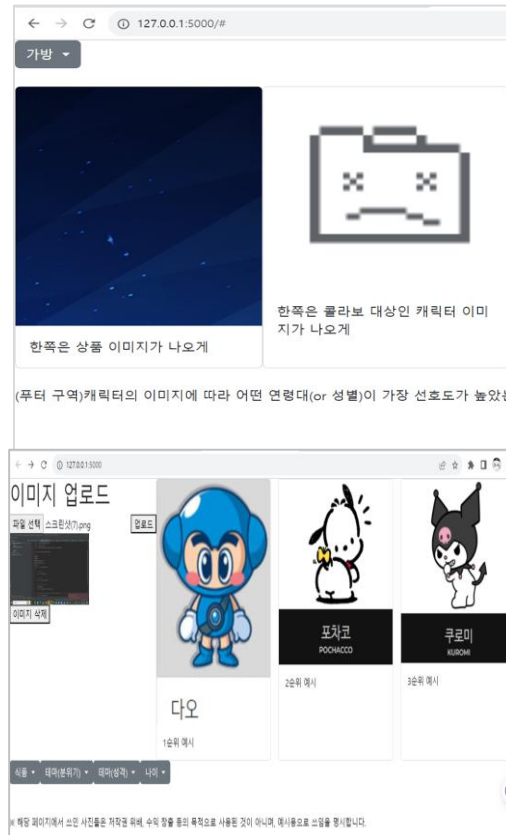 127.0.0.1:5000/#
가방
한쪽은 상품 이미지가 나오게
한쪽은 콜라보 대상인 캐릭터 이미
지가 나오게
(푸터 구역)캐릭터의 이미지에 따라 어떤 연령대(or 성별)이 가장 선호도가 높았는
127.0.0.1:5000
이미지 업로드
파일 선택 스크린샷(7).png 업로드
이미지 삭제
다오
1순위 예시
포차코
POCHACCO
2순위 예시
쿠로미
KUROMI
3순위 예시
식품 테마(분위기) 테마(성격) 나이
※ 해당 페이지에서 쓰인 사진들은 저작권 위배, 수익 창출 등의 목적으로 사용된 것이 아니며, 예시용으로 쓰임을 명시합니다.